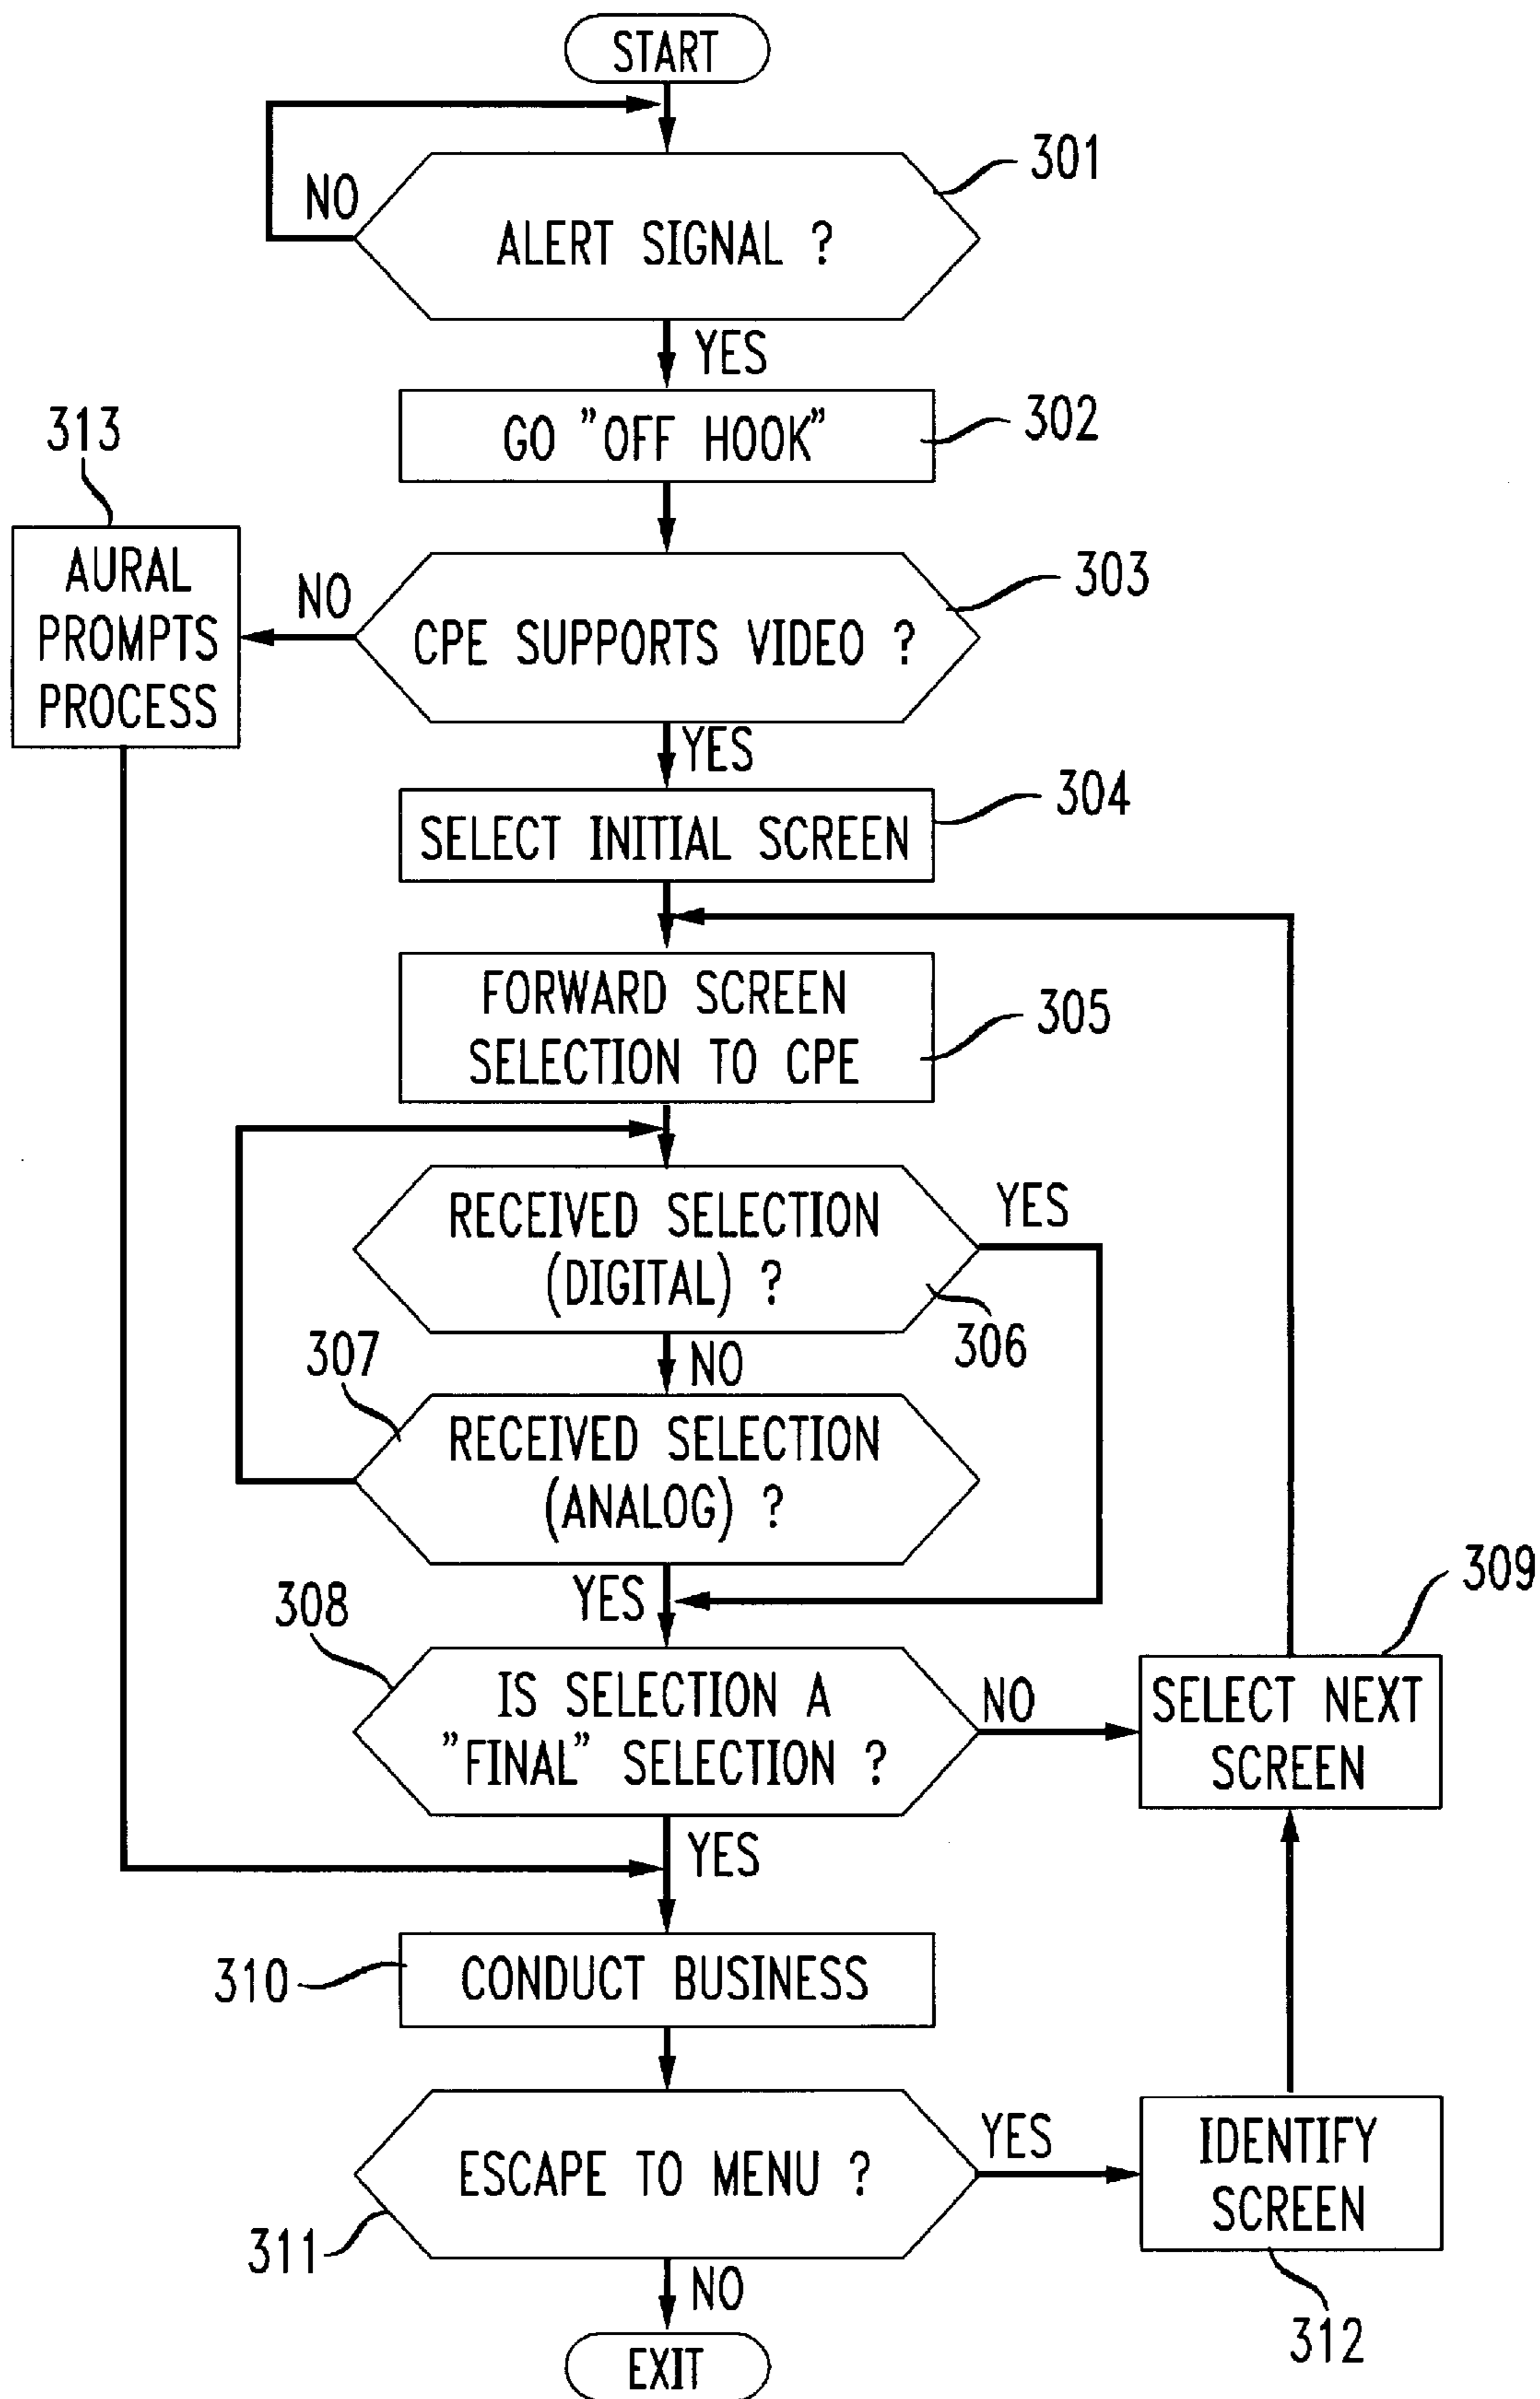 START
301
NO
ALERT SIGNAL ?
YES
313
GO "OFF HOOK"
302
AURAL
PROMPTS
PROCESS
NO
CPE SUPPORTS VIDEO ?
303
YES
304
SELECT INITIAL SCREEN
FORWARD SCREEN
SELECTION TO CPE
305
RECEIVED SELECTION
(DIGITAL) ?
YES
306
307
NO
RECEIVED SELECTION
(ANALOG) ?
YES
308
309
IS SELECTION A
"FINAL" SELECTION ?
NO
SELECT NEXT
SCREEN
YES
310
CONDUCT BUSINESS
ESCAPE TO MENU ?
YES
IDENTIFY
SCREEN
311
NO
312
EXIT